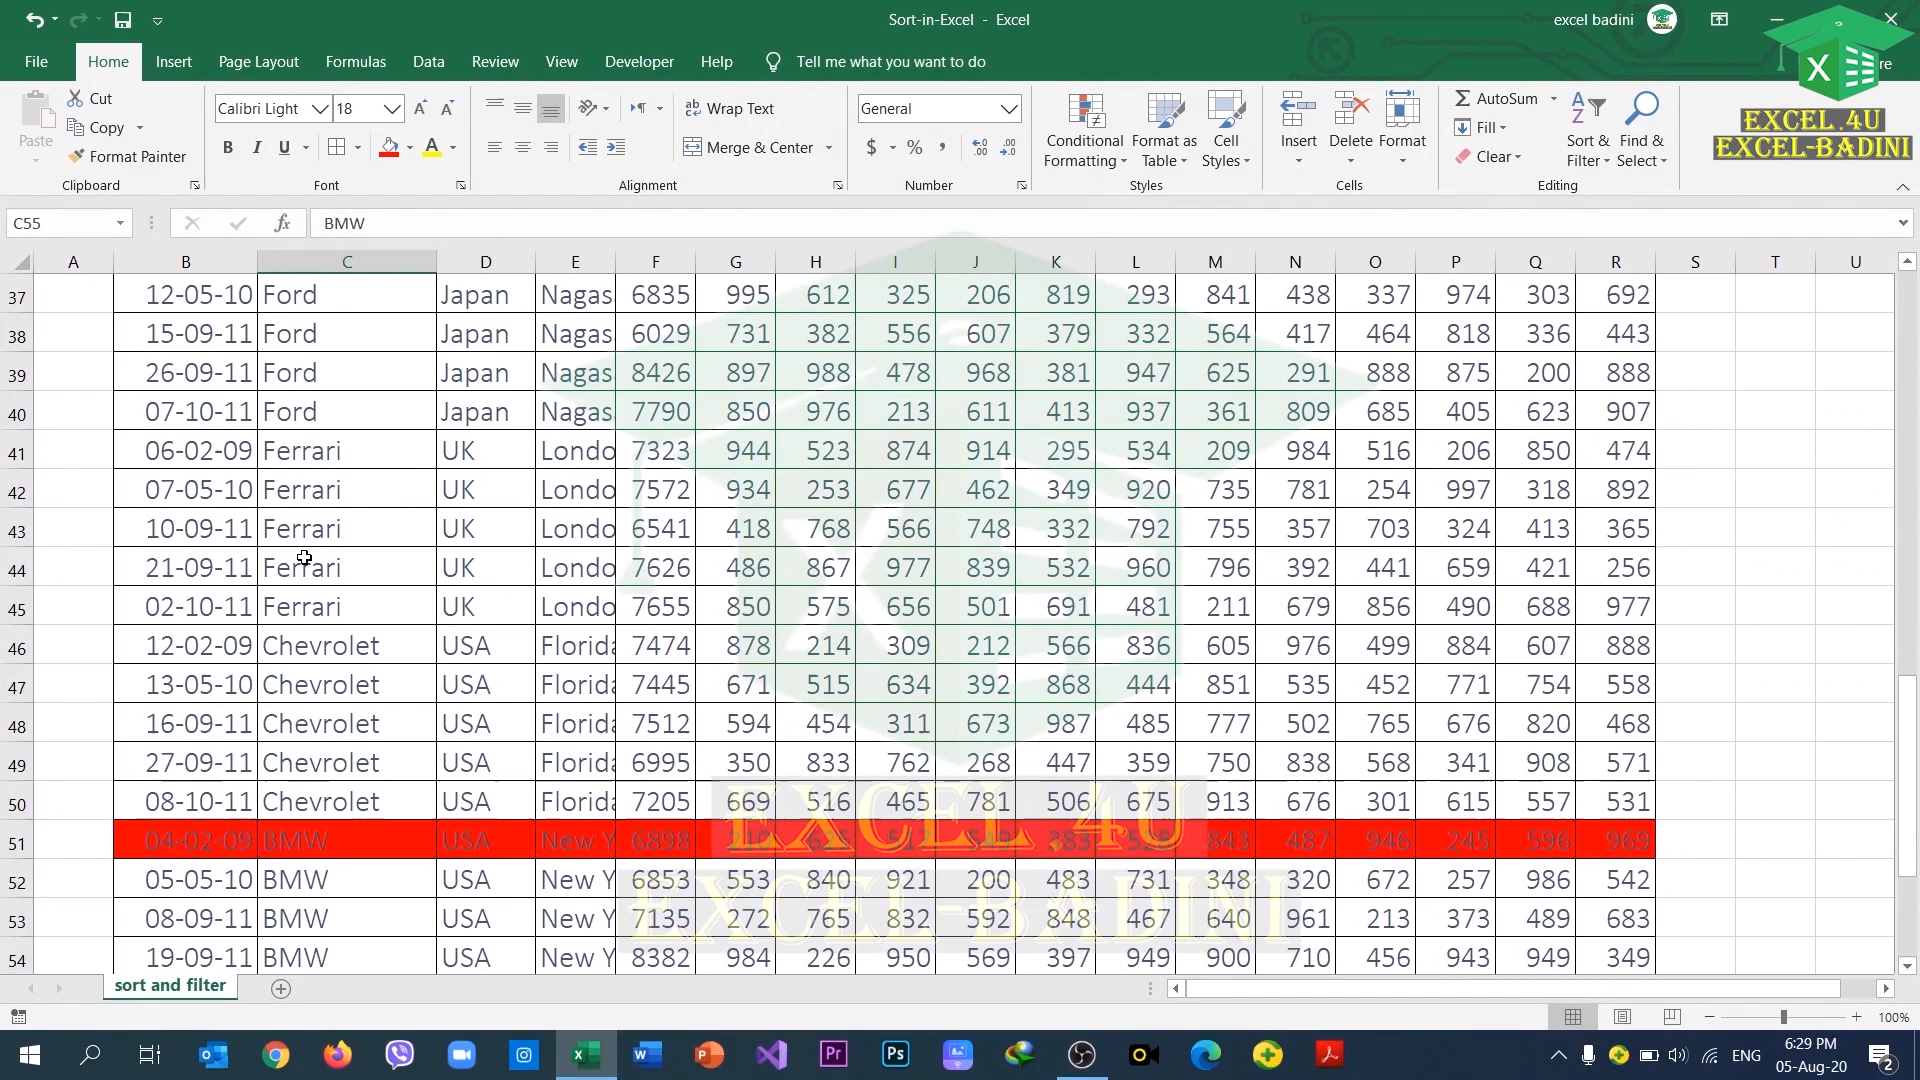 Sort-in-Excel - Excel
excel badini
File Home Insert Page Layout Formulas Data Review View Developer Help Tell me what you want to do
re
Cut
Copy
Paste
Format Painter
Clipboard
Calibri Light 18
B I U
Font
Wrap Text
Merge & Center
Alignment
General
$ % ,
Number
Conditional Formatting
Format as Table
Cell Styles
Styles
Insert Delete Format
Cells
AutoSum
Fill
Clear
Sort & Filter
Find & Select
Editing
EXCEL .4U
EXCEL-BADINI
C55 fx BMW
A B C D E F G H I J K L M N O P Q R S T U
37 12-05-10 Ford Japan Nagas 6835 995 612 325 206 819 293 841 438 337 974 303 692
38 15-09-11 Ford Japan Nagas 6029 731 382 556 607 379 332 564 417 464 818 336 443
39 26-09-11 Ford Japan Nagas 8426 897 988 478 968 381 947 625 291 888 875 200 888
40 07-10-11 Ford Japan Nagas 7790 850 976 213 611 413 937 361 809 685 405 623 907
41 06-02-09 Ferrari UK Londo 7323 944 523 874 914 295 534 209 984 516 206 850 474
42 07-05-10 Ferrari UK Londo 7572 934 253 677 462 349 920 735 781 254 997 318 892
43 10-09-11 Ferrari UK Londo 6541 418 768 566 748 332 792 755 357 703 324 413 365
44 21-09-11 Ferrari UK Londo 7626 486 867 977 839 532 960 796 392 441 659 421 256
45 02-10-11 Ferrari UK Londo 7655 850 575 656 501 691 481 211 679 856 490 688 977
46 12-02-09 Chevrolet USA Florida 7474 878 214 309 212 566 836 605 976 499 884 607 888
47 13-05-10 Chevrolet USA Florida 7445 671 515 634 392 868 444 851 535 452 771 754 558
48 16-09-11 Chevrolet USA Florida 7512 594 454 311 673 987 485 777 502 765 676 820 468
49 27-09-11 Chevrolet USA Florida 6995 350 833 762 268 447 359 750 838 568 341 908 571
50 08-10-11 Chevrolet USA Florida 7205 669 516 465 781 506 675 913 676 301 615 557 531
51 04-02-09 BMW USA New Y 6898 843 487 946 245 596 969
EXCEL .4U
52 05-05-10 BMW USA New Y 6853 553 840 921 200 483 731 348 320 672 257 986 542
EXCEL-BADINI
53 08-09-11 BMW USA New Y 7135 272 765 832 592 848 467 640 961 213 373 489 683
54 19-09-11 BMW USA New Y 8382 984 226 950 569 397 949 900 710 456 943 949 349
sort and filter
100%
ENG
6:29 PM
05-Aug-20
2